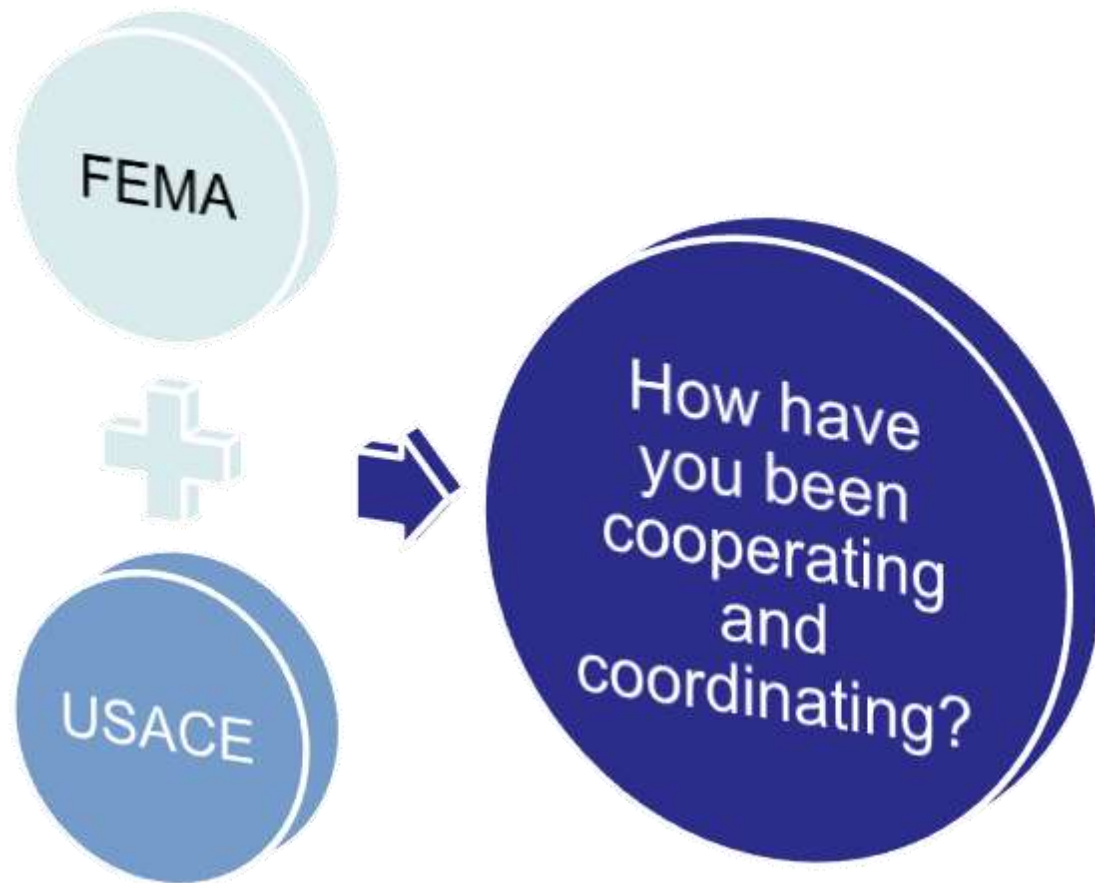 FEMA
USACE
How have
you been
cooperating
and
coordinating?